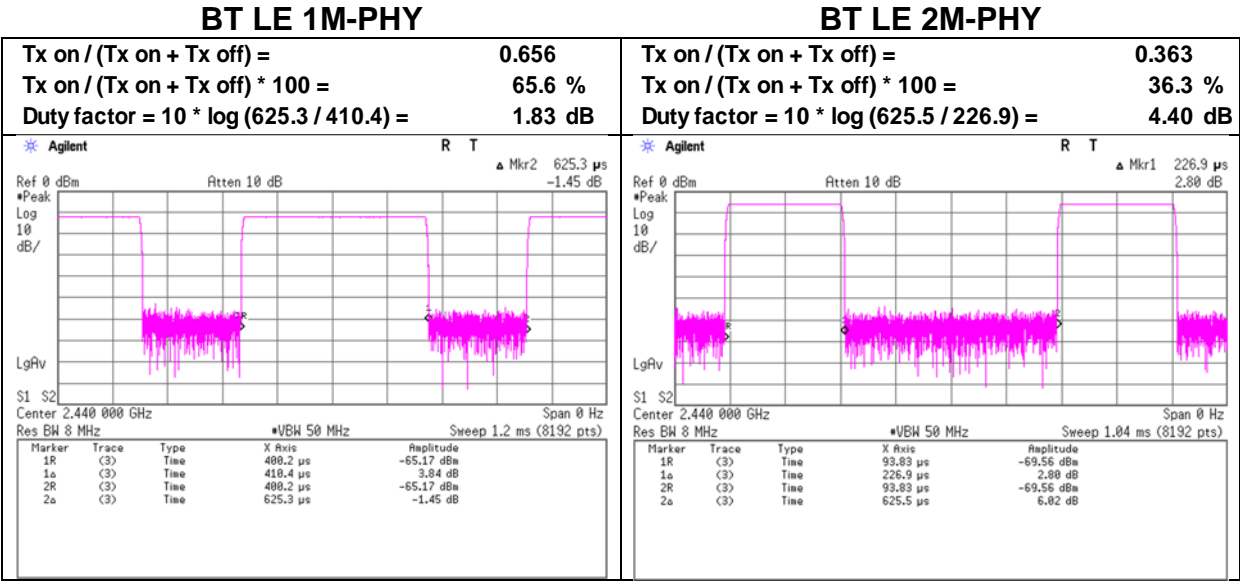 BT LE 1M-PHY
Tx on / (Tx on + Tx off) = 0.656
Tx on / (Tx on + Tx off) * 100 = 65.6 %
Duty factor = 10 * log (625.3 / 410.4) = 1.83 dB
Agilent R T
Δ Mkr2 625.3 µs
Ref 0 dBm Atten 10 dB -1.45 dB
#Peak
Log
10
dB/
1R
1
2
LgAv
S1 S2
Center 2.440 000 GHz Span 0 Hz
Res BW 8 MHz #VBW 50 MHz Sweep 1.2 ms (8192 pts)
Marker Trace Type X Axis Amplitude
1R (3) Time 400.2 µs -65.17 dBm
1Δ (3) Time 410.4 µs 3.84 dB
2R (3) Time 400.2 µs -65.17 dBm
2Δ (3) Time 625.3 µs -1.45 dB
BT LE 2M-PHY
Tx on / (Tx on + Tx off) = 0.363
Tx on / (Tx on + Tx off) * 100 = 36.3 %
Duty factor = 10 * log (625.5 / 226.9) = 4.40 dB
Agilent R T
Δ Mkr1 226.9 µs
Ref 0 dBm Atten 10 dB 2.80 dB
#Peak
Log
10
dB/
LgAv
S1 S2
Center 2.440 000 GHz Span 0 Hz
Res BW 8 MHz #VBW 50 MHz Sweep 1.04 ms (8192 pts)
Marker Trace Type X Axis Amplitude
1R (3) Time 93.83 µs -69.56 dBm
1Δ (3) Time 226.9 µs 2.80 dB
2R (3) Time 93.83 µs -69.56 dBm
2Δ (3) Time 625.5 µs 6.02 dB